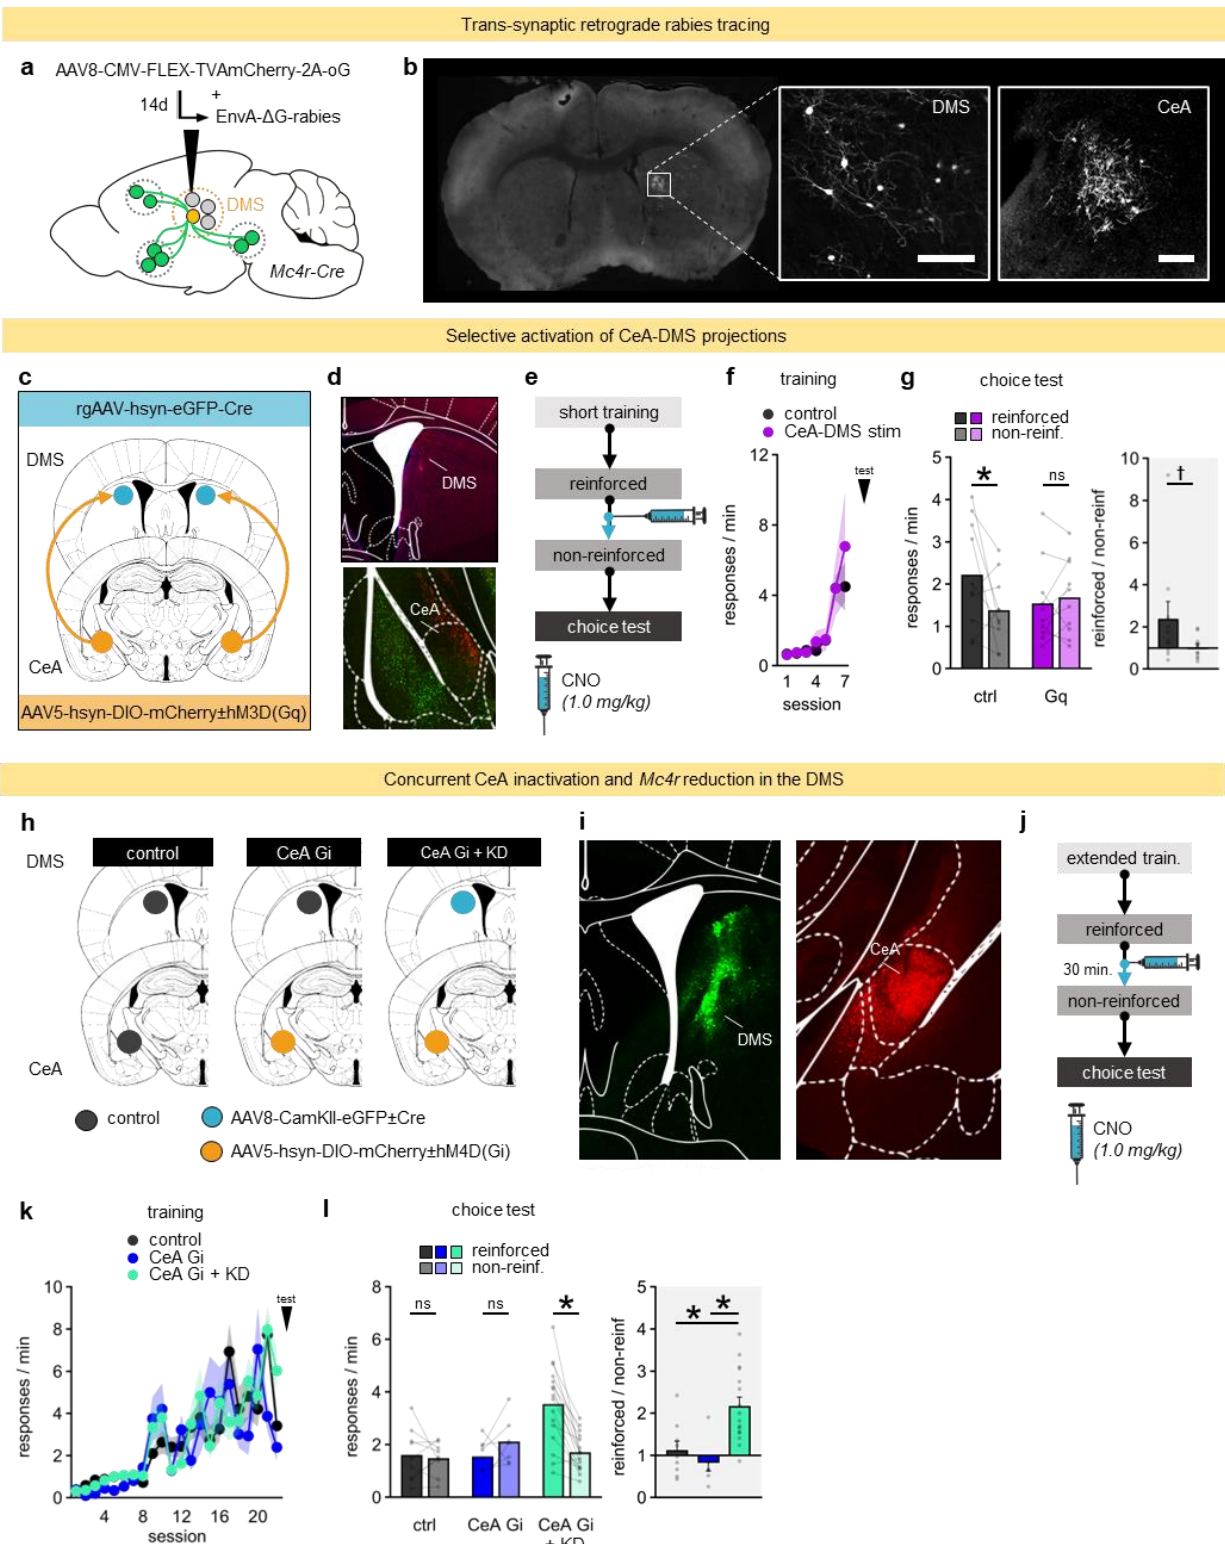 Trans-synaptic retrograde rabies tracing
a
AAV8-CMV-FLEX-TVAmCherry-2A-oG
14d
+
EnvA-ΔG-rabies
DMS
Mc4r-Cre
b
DMS
CeA
Selective activation of CeA-DMS projections
c
rgAAV-hsyn-eGFP-Cre
DMS
CeA
AAV5-hsyn-DIO-mCherry±hM3D(Gq)
d
DMS
CeA
e
short training
reinforced
non-reinforced
choice test
CNO
(1.0 mg/kg)
f
training
control
CeA-DMS stim
test
12
8
4
0
responses / min
1 4 7
session
g
choice test
reinforced
non-reinf.
5
4
3
2
1
0
responses / min
*
ns
ctrl Gq
10
8
6
4
2
0
reinforced / non-reinf
†
Concurrent CeA inactivation and Mc4r reduction in the DMS
h
DMS
control
CeA Gi
CeA Gi + KD
CeA
control
AAV8-CamKII-eGFP±Cre
AAV5-hsyn-DIO-mCherry±hM4D(Gi)
i
DMS
CeA
j
extended train.
reinforced
30 min.
non-reinforced
choice test
CNO
(1.0 mg/kg)
k
training
control
CeA Gi
CeA Gi + KD
test
10
8
6
4
2
0
responses / min
4 8 12 16 20
session
l
choice test
reinforced
non-reinf.
8
6
4
2
0
responses / min
ns
ns
*
ctrl CeA Gi CeA Gi
+ KD
5
4
3
2
1
0
reinforced / non-reinf
* *